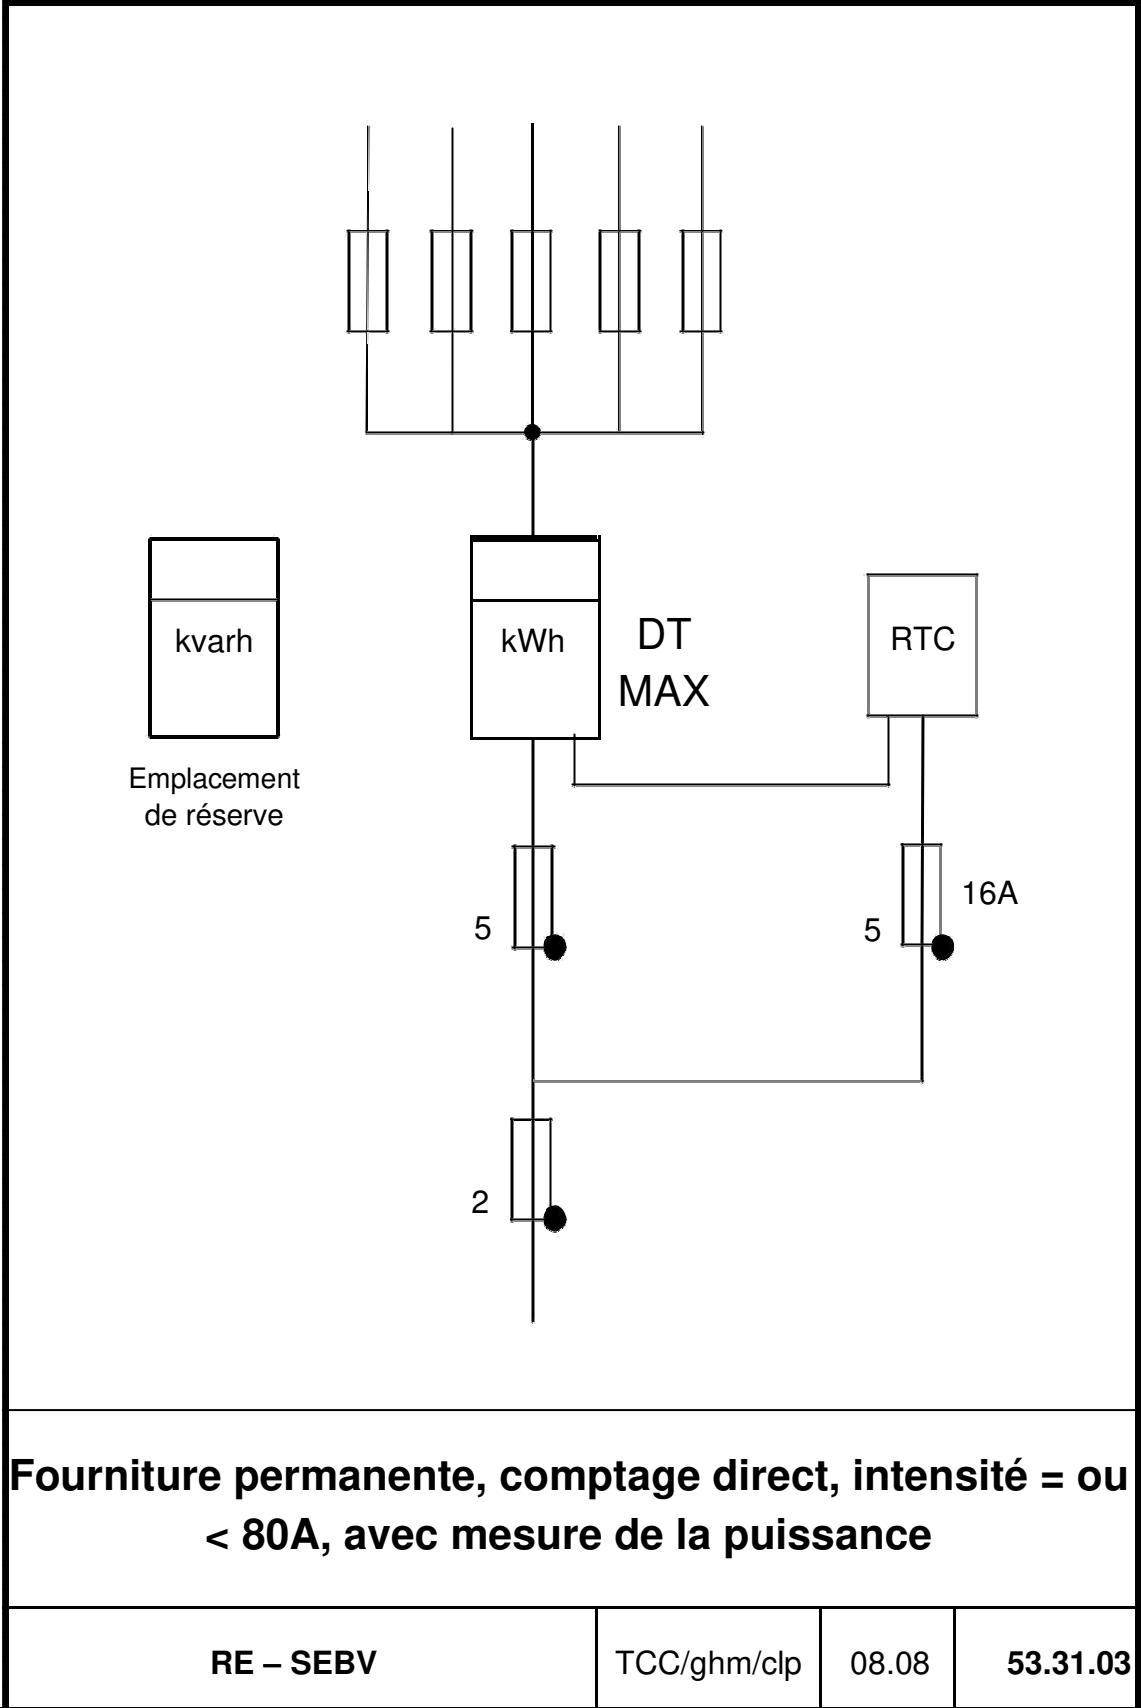 kvarh
kWh
DT
MAX
RTC
Emplacement
de réserve
5
5
16A
2
Fourniture permanente, comptage direct, intensité = ou
< 80A, avec mesure de la puissance
RE – SEBV
TCC/ghm/clp
08.08
53.31.03